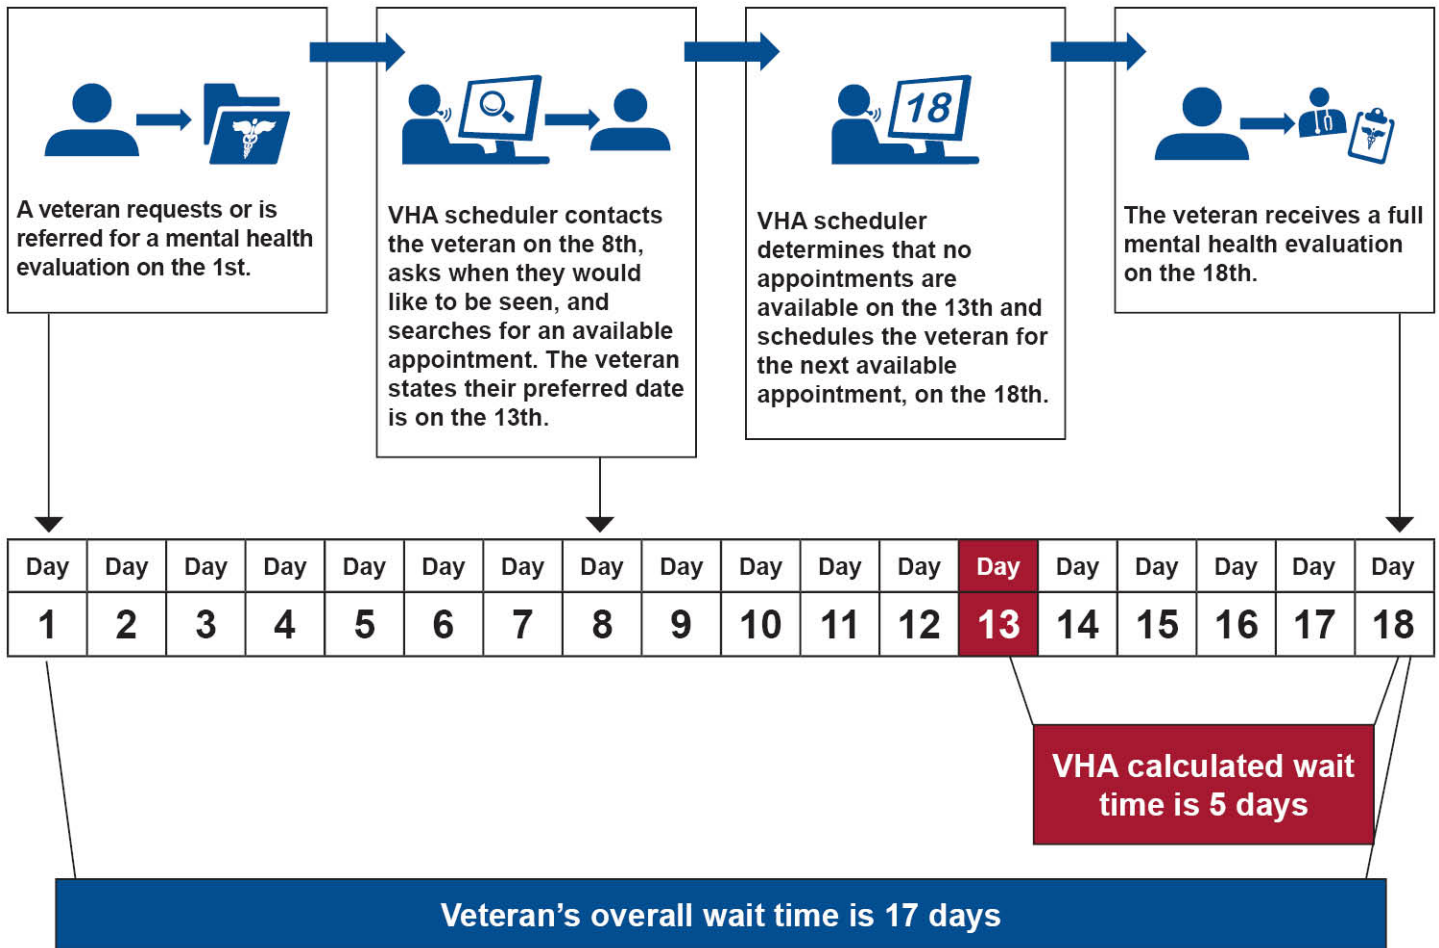 18
A veteran requests or is
referred for a mental health
evaluation on the 1st.
VHA scheduler contacts
the veteran on the 8th,
asks when they would
like to be seen, and
searches for an available
appointment. The veteran
states their preferred date
is on the 13th.
VHA scheduler
determines that no
appointments are
available on the 13th and
schedules the veteran for
the next available
appointment, on the 18th.
The veteran receives a full
mental health evaluation
on the 18th.
Day Day Day Day Day Day Day Day Day Day Day Day Day Day Day Day Day Day
1 2 3 4 5 6 7 8 9 10 11 12 13 14 15 16 17 18
VHA calculated wait
time is 5 days
Veteran’s overall wait time is 17 days